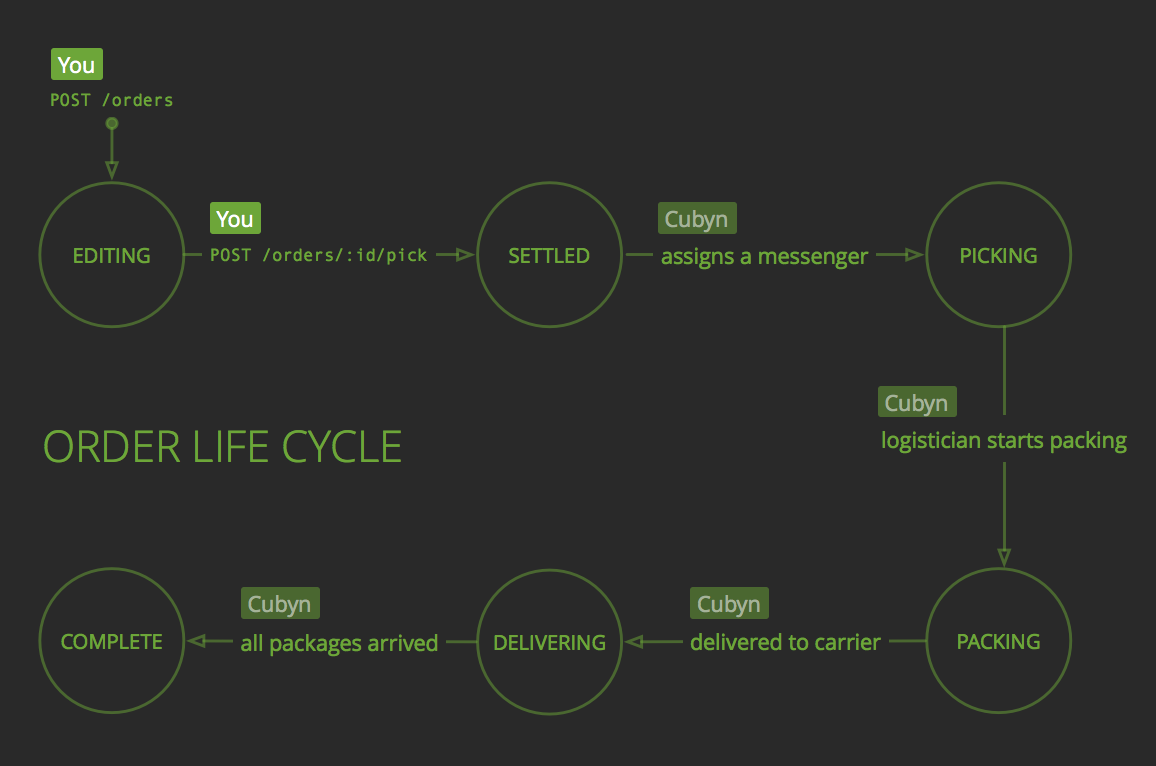 You
POST /orders
EDITING
You
POST /orders/:id/pick
SETTLED
Cubyn
assigns a messenger
PICKING
Cubyn
logistician starts packing
ORDER LIFE CYCLE
COMPLETE
Cubyn
all packages arrived
DELIVERING
Cubyn
delivered to carrier
PACKING